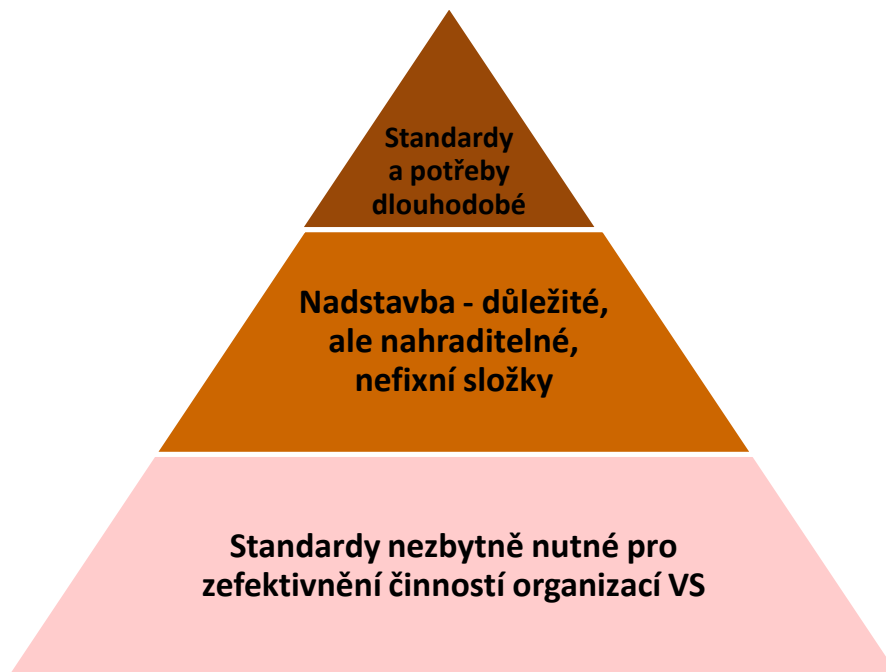 Standardy
a potřeby
dlouhodobé
Nadstavba - důležité,
ale nahraditelné,
nefixní složky
Standardy nezbytně nutné pro
zefektivnění činností organizací VS